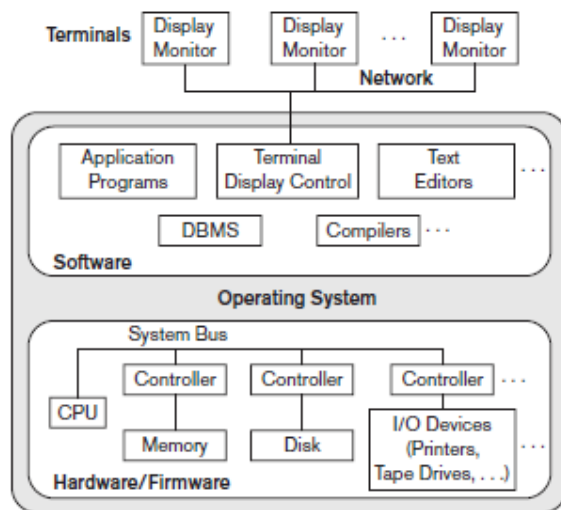 Terminals
Display
Monitor
Display
Monitor
. . .
Display
Monitor
Network
Application
Programs
Terminal
Display Control
Text
Editors
. . .
DBMS
Compilers
. . .
Software
Operating System
System Bus
CPU
Controller
Controller
Controller
. . .
Memory
Disk
I/O Devices
(Printers,
Tape Drives, . . .)
. . .
Hardware/Firmware